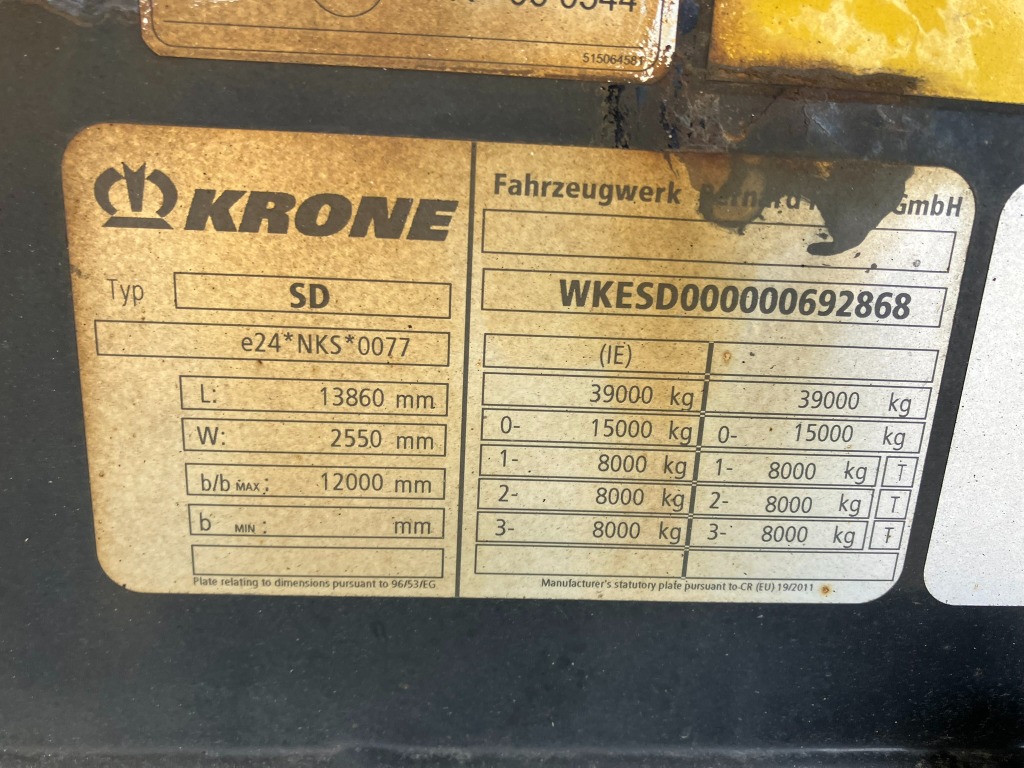 515064581
KRONE
Typ SD
e24*NKS*0077
L: 13860 mm
W: 2550 mm
b/b MAX: 12000 mm
b MIN: mm
Plate relating to dimensions pursuant to 96/53/EG
Fahrzeugwerk Bernard GmbH
WKESD000000692868
(IE)
39000 kg 39000 kg
0- 15000 kg 0- 15000 kg
1- 8000 kg 1- 8000 kg T
2- 8000 kg 2- 8000 kg T
3- 8000 kg 3- 8000 kg T
Manufacturer's statutory plate pursuant to CR (EU) 19/2011